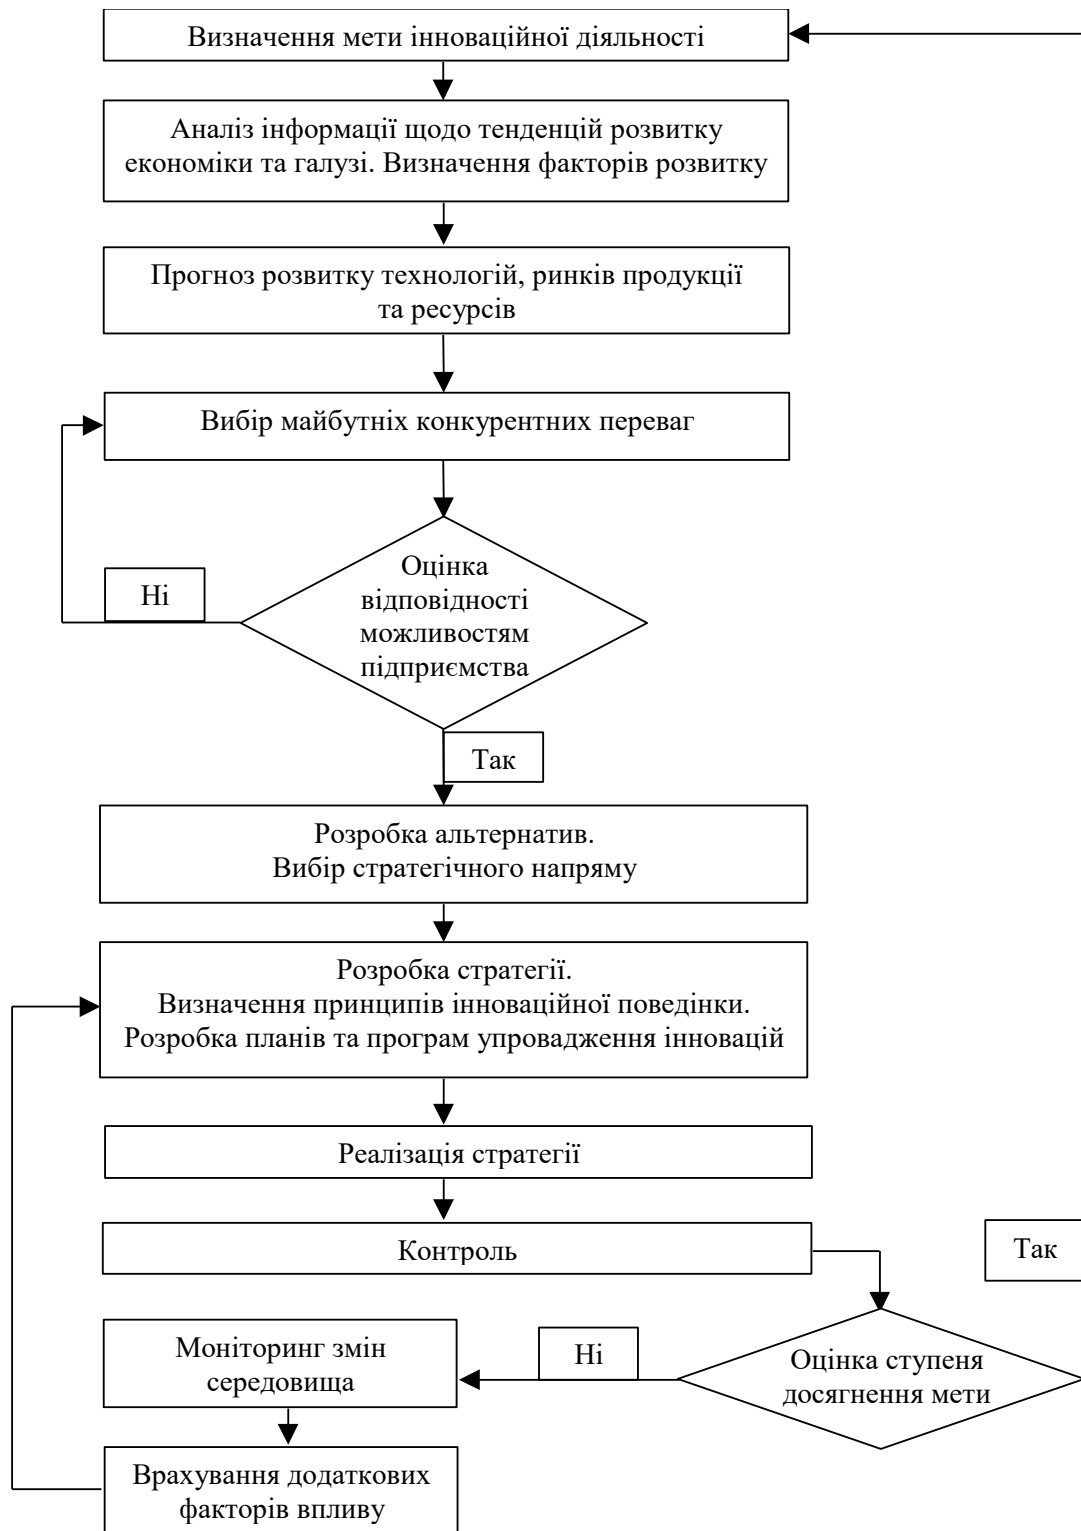 Визначення мети інноваційної діяльності
Аналіз інформації щодо тенденцій розвитку
економіки та галузі. Визначення факторів розвитку
Прогноз розвитку технологій, ринків продукції
та ресурсів
Вибір майбутніх конкурентних переваг
Оцінка
відповідності
можливостям
підприємства
Ні
Так
Розробка альтернатив.
Вибір стратегічного напряму
Розробка стратегії.
Визначення принципів інноваційної поведінки.
Розробка планів та програм упровадження інновацій
Реалізація стратегії
Контроль
Так
Оцінка ступеня
досягнення мети
Ні
Моніторинг змін
середовища
Врахування додаткових
факторів впливу